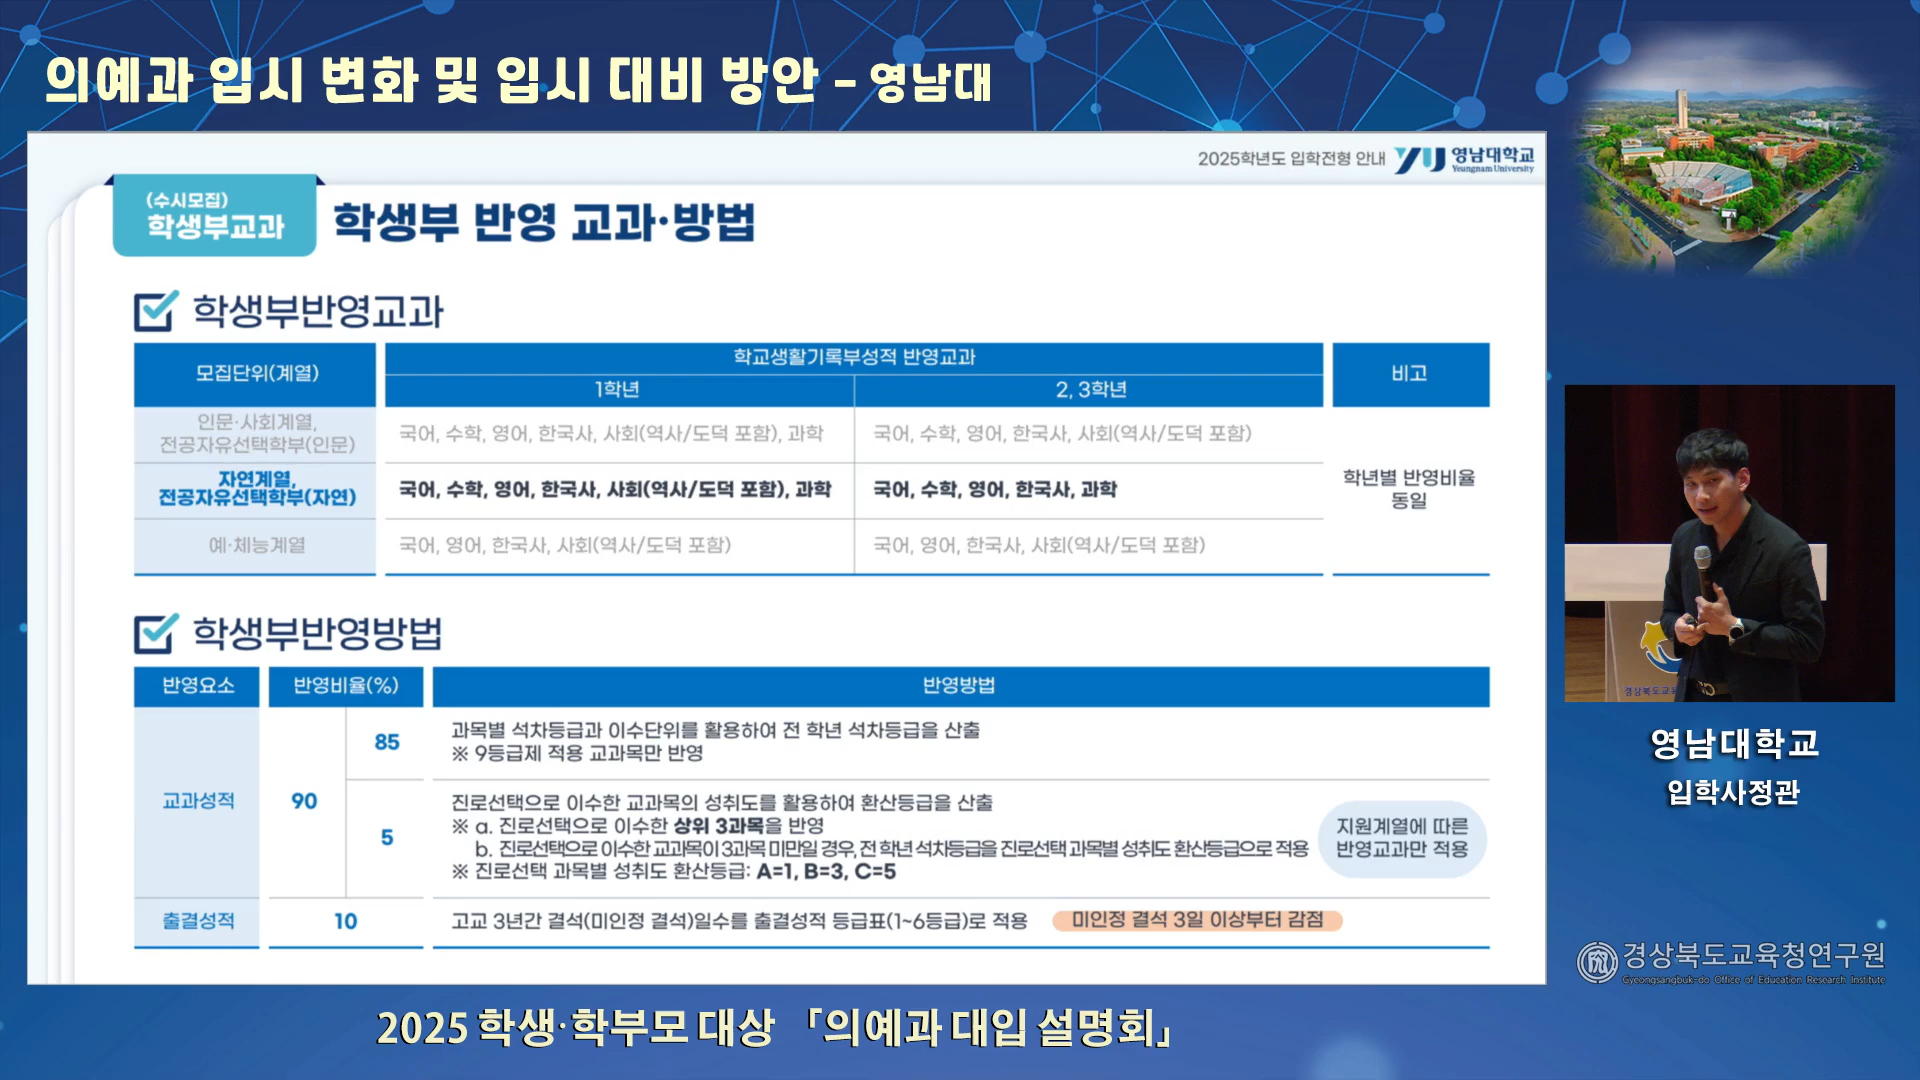 의예과 입시 변화 및 입시 대비 방안 - 영남대
2025학년도 입학전형 안내 YU 영남대학교
Yeungnam University
(수시모집)
학생부교과
학생부 반영 교과·방법
학생부반영교과
모집단위(계열)
학교생활기록부성적 반영교과
비고
1학년
2, 3학년
인문·사회계열,
전공자유선택학부(인문)
국어, 수학, 영어, 한국사, 사회(역사/도덕 포함), 과학
국어, 수학, 영어, 한국사, 사회(역사/도덕 포함)
자연계열,
전공자유선택학부(자연)
국어, 수학, 영어, 한국사, 사회(역사/도덕 포함), 과학
국어, 수학, 영어, 한국사, 과학
학년별 반영비율
동일
예·체능계열
국어, 영어, 한국사, 사회(역사/도덕 포함)
국어, 영어, 한국사, 사회(역사/도덕 포함)
학생부반영방법
반영요소
반영비율(%)
반영방법
교과성적
90
85
과목별 석차등급과 이수단위를 활용하여 전 학년 석차등급을 산출
※ 9등급제 적용 교과목만 반영
5
진로선택으로 이수한 교과목의 성취도를 활용하여 환산등급을 산출
※ a. 진로선택으로 이수한 상위 3과목을 반영
b. 진로선택으로 이수한 교과목이 3과목 미만일 경우, 전 학년 석차등급을 진로선택 과목별 성취도 환산등급으로 적용
※ 진로선택 과목별 성취도 환산등급: A=1, B=3, C=5
지원계열에 따른
반영교과만 적용
출결성적
10
고교 3년간 결석(미인정 결석)일수를 출결성적 등급표(1~6등급)로 적용
미인정 결석 3일 이상부터 감점
경상북도교육
영남대학교
입학사정관
경상북도교육청연구원
Gyeongsangbuk-do Office of Education Research Institute
2025 학생·학부모 대상 「의예과 대입 설명회」